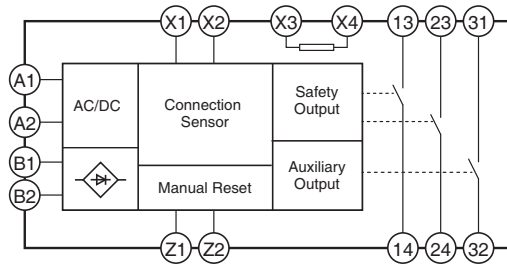 X1 X2 X3 X4 13 23 31
A1
A2
B1
B2
AC/DC
Connection
Sensor
Safety
Output
Manual Reset
Auxiliary
Output
Z1 Z2 14 24 32